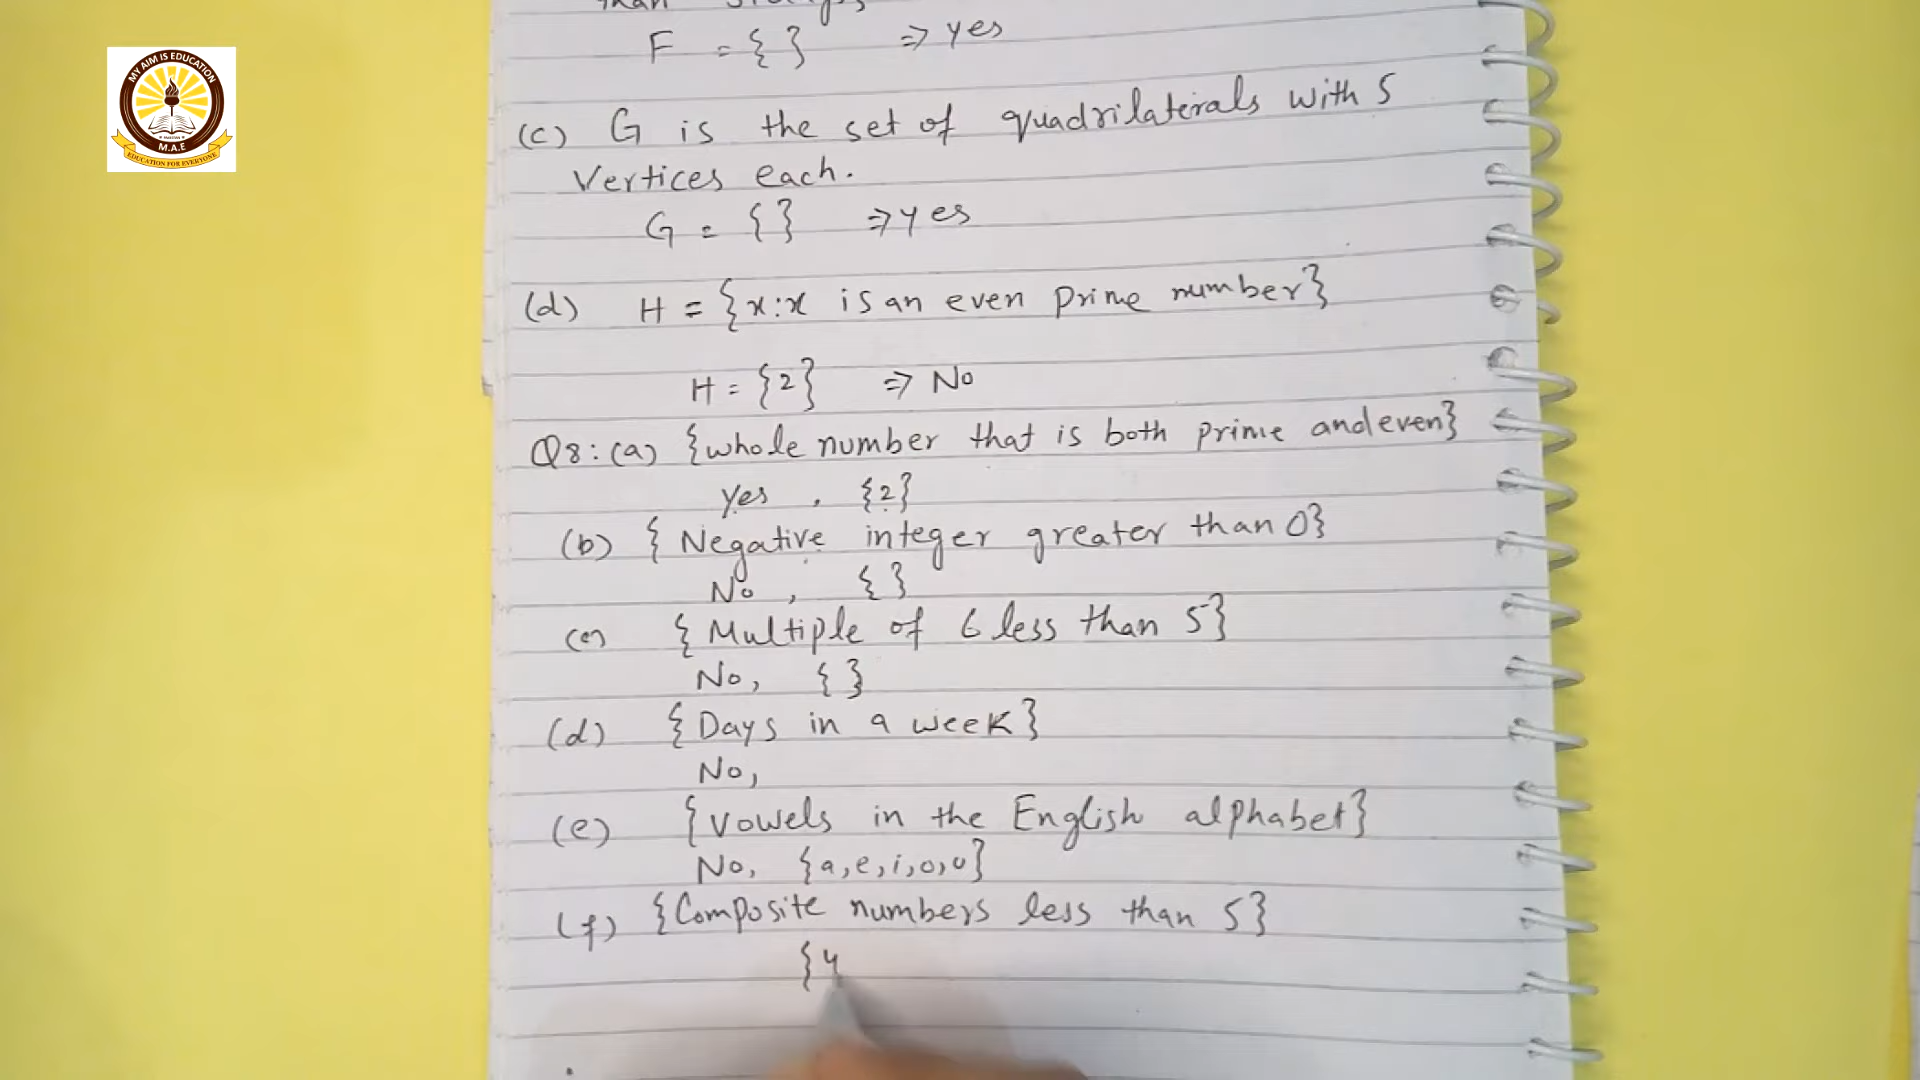 MY AIM IS EDUCATION
M.A.E
EDUCATION FOR EVERYONE
than
F = { } => yes
(c) G is the set of quadrilaterals with 5
Vertices each.
G = { } => yes
(d) H = {x:x is an even prime number}
H = {2} => No
Q8:(a) {whole number that is both prime and even}
yes , {2}
(b) { Negative integer greater than 0}
No , { }
(c) { Multiple of 6 less than 5}
No, { }
(d) { Days in a week}
No,
(e) {vowels in the English alphabet}
No, {a,e,i,o,u}
(f) {Composite numbers less than 5}
{4